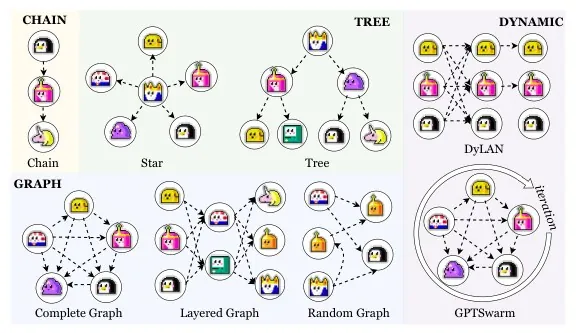 CHAIN
TREE
DYNAMIC
Chain
Star
Tree
DyLAN
GRAPH
iteration
Complete Graph
Layered Graph
Random Graph
GPTSwarm